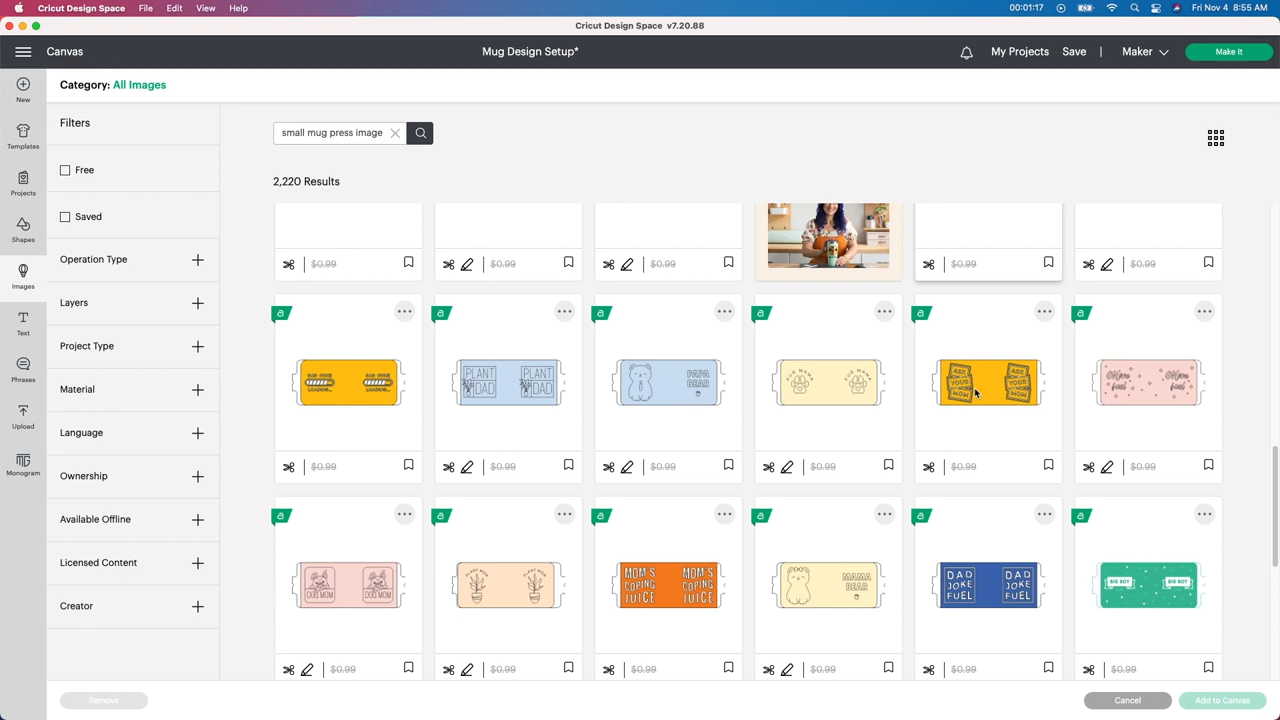 Cricut Design Space File Edit View Help 00:01:17 Fri Nov 4 8:55 AM
Cricut Design Space v7.20.88
Canvas Mug Design Setup* My Projects Save | Maker Make It
Category: All Images
New
Templates
Projects
Shapes
Images
Text
Phrases
Upload
Monogram
Filters
Free
Saved
Operation Type
Layers
Project Type
Material
Language
Ownership
Available Offline
Licensed Content
Creator
small mug press image
2,220 Results
$0.99 $0.99 $0.99 $0.99 $0.99
a a a a a a
DAD JOKE LOADING... DAD JOKE LOADING...
PLANT DAD PLANT DAD
PAPA BEAR
ASK YOUR MOM ASK YOUR MOM
$0.99 $0.99 $0.99 $0.99 $0.99 $0.99
a a a a a a
DOG MOM DOG MOM
MOM'S COPING JUICE MOM'S COPING JUICE
MAMA BEAR
DAD JOKE FUEL DAD JOKE FUEL
BIG BOY BIG BOY
$0.99 $0.99 $0.99 $0.99 $0.99 $0.99
Remove Cancel Add to Canvas